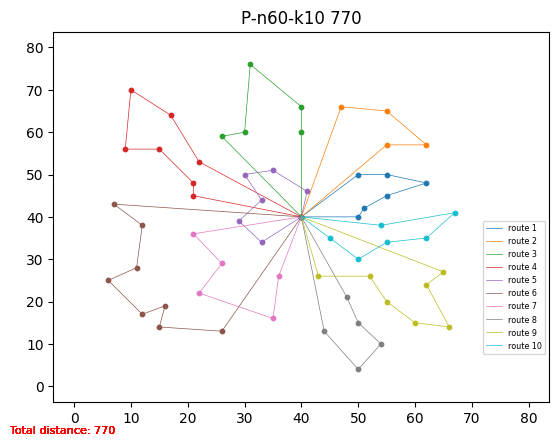 P-n60-k10 770
80
70
60
50
40
30
20
10
0
0 10 20 30 40 50 60 70 80
route 1
route 2
route 3
route 4
route 5
route 6
route 7
route 8
route 9
route 10
Total distance: 770